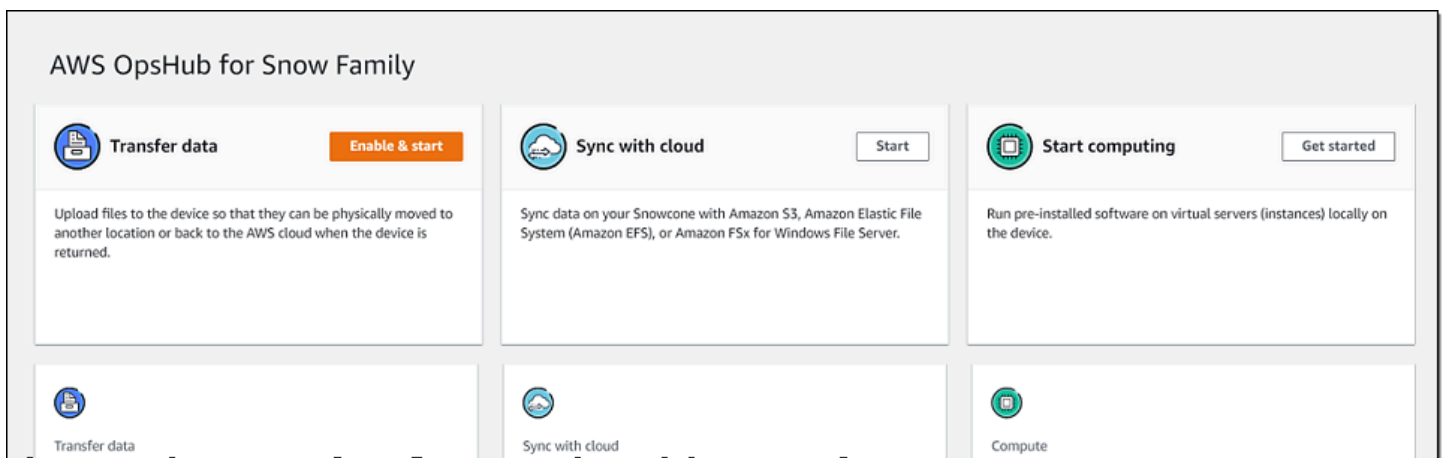 AWS OpsHub for Snow Family
Transfer data
Enable & start
Sync with cloud
Start
Start computing
Get started
Upload files to the device so that they can be physically moved to
another location or back to the AWS cloud when the device is
returned.
Sync data on your Snowcone with Amazon S3, Amazon Elastic File
System (Amazon EFS), or Amazon FSx for Windows File Server.
Run pre-installed software on virtual servers (instances) locally on
the device.
Transfer data
Sync with cloud
Compute